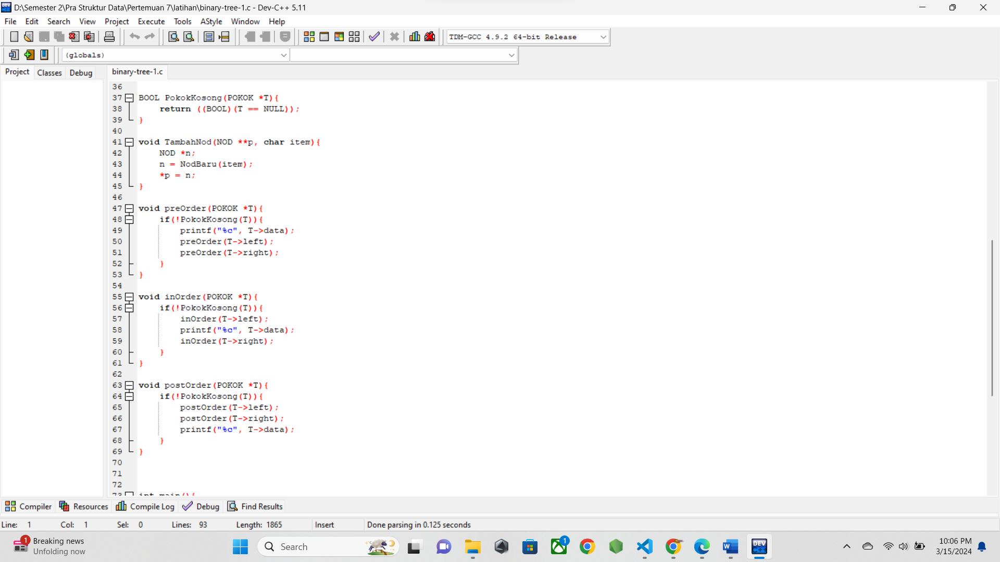 D:\Semester 2\Pra Struktur Data\Pertemuan 7\latihan\binary-tree-1.c - Dev-C++ 5.11
File Edit Search View Project Execute Tools AStyle Window Help
TDM-GCC 4.9.2 64-bit Release
(globals)
Project Classes Debug binary-tree-1.c
36
37 BOOL PokokKosong(POKOK *T){
38 return ((BOOL)(T == NULL));
39 }
40
41 void TambahNod(NOD **p, char item){
42 NOD *n;
43 n = NodBaru(item);
44 *p = n;
45 }
46
47 void preOrder(POKOK *T){
48 if(!PokokKosong(T)){
49 printf("%c", T->data);
50 preOrder(T->left);
51 preOrder(T->right);
52 }
53 }
54
55 void inOrder(POKOK *T){
56 if(!PokokKosong(T)){
57 inOrder(T->left);
58 printf("%c", T->data);
59 inOrder(T->right);
60 }
61 }
62
63 void postOrder(POKOK *T){
64 if(!PokokKosong(T)){
65 postOrder(T->left);
66 postOrder(T->right);
67 printf("%c", T->data);
68 }
69 }
70
71
72
73 int main(){
Compiler Resources Compile Log Debug Find Results
Line: 1 Col: 1 Sel: 0 Lines: 93 Length: 1865 Insert Done parsing in 0.125 seconds
1 Breaking news
Unfolding now
Search
1
W
DEV C++
10:06 PM
3/15/2024